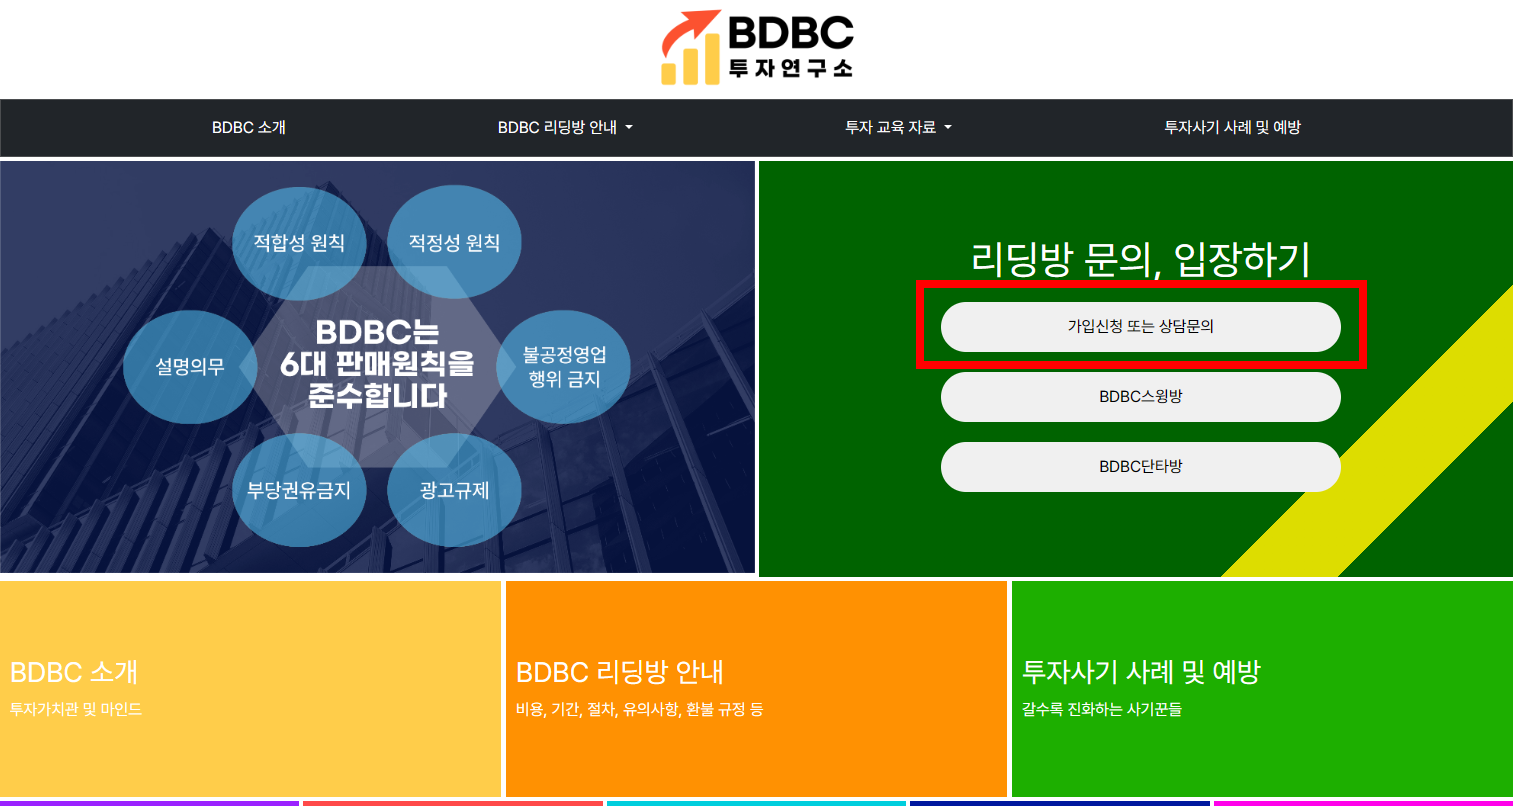 BDBC
투자연구소
BDBC 소개
BDBC 리딩방 안내
투자 교육 자료
투자사기 사례 및 예방
적합성 원칙
적정성 원칙
설명의무
BDBC는
6대 판매원칙을
준수합니다
불공정영업
행위 금지
부당권유금지
광고규제
리딩방 문의, 입장하기
가입신청 또는 상담문의
BDBC스윙방
BDBC단타방
BDBC 소개
투자가치관 및 마인드
BDBC 리딩방 안내
비용, 기간, 절차, 유의사항, 환불 규정 등
투자사기 사례 및 예방
갈수록 진화하는 사기꾼들